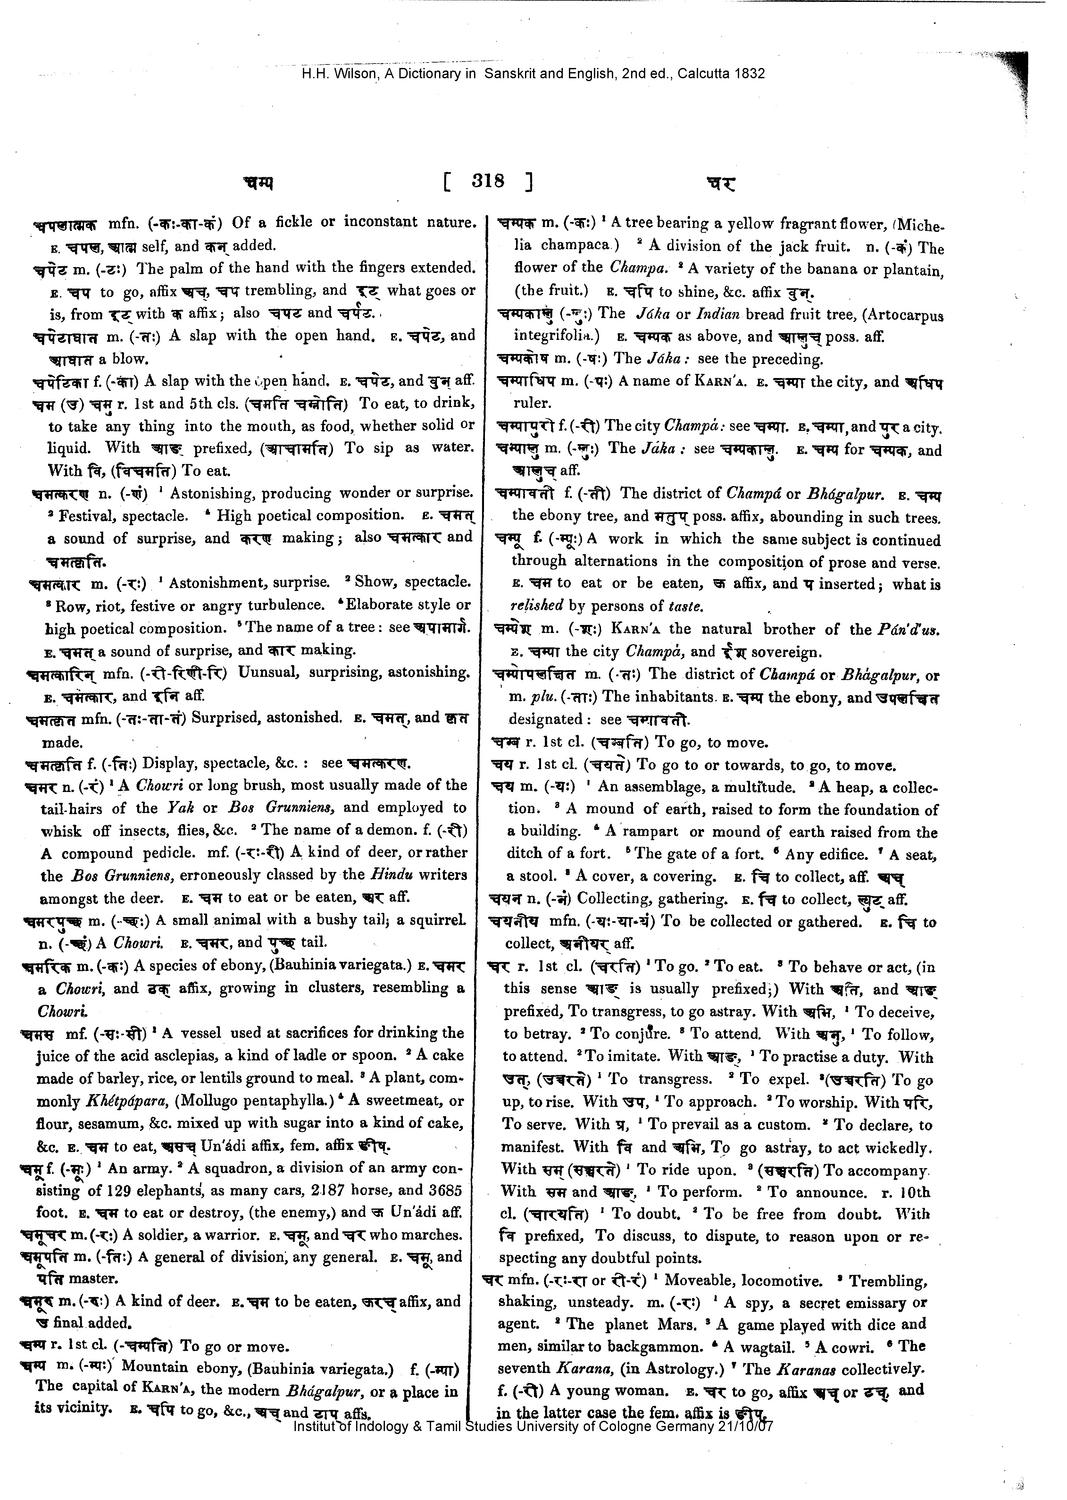 H.H. Wilson, A Dictionary in Sanskrit and English, 2nd ed., Calcutta 1832
चम्प [ 318 ] चर
चपलात्मक mfn. (-कः-का-कं) Of a fickle or inconstant nature.
E. चपल, आत्म self, and कन् added.
चपेट m. (-टः) The palm of the hand with the fingers extended.
E. चप to go, affix अच्, चप trembling, and इट् what goes or
is, from इट् with क affix; also चपट and चर्पट.
चपेटाघात m. (-तः) A slap with the open hand. E. चपेट, and
आघात a blow.
चपेटिका f. (-का) A slap with the open hand. E. चपेट, and वुन् aff.
चम (उ) चमु r. 1st and 5th cls. (चमति चम्नोति) To eat, to drink,
to take any thing into the mouth, as food, whether solid or
liquid. With आङ् prefixed, (आचामति) To sip as water.
With वि, (विचमति) To eat.
चमत्करण n. (-णं) ¹ Astonishing, producing wonder or surprise.
² Festival, spectacle. ⁴ High poetical composition. E. चमत्
a sound of surprise, and करण making; also चमत्कार and
चमत्कृति.
चमत्कार m. (-रः) ¹ Astonishment, surprise. ² Show, spectacle.
³ Row, riot, festive or angry turbulence. ⁴ Elaborate style or
high poetical composition. ⁵ The name of a tree: see अपामार्ग.
E. चमत् a sound of surprise, and कार making.
चमत्कारिन् mfn. (-री-रिणी-रि) Uunsual, surprising, astonishing.
E. चमत्कार, and इनि aff.
चमत्कृत mfn. (-तः-ता-तं) Surprised, astonished. E. चमत्, and कृत
made.
चमत्कृति f. (-तिः) Display, spectacle, &c. : see चमत्करण.
चमर n. (-रं) ¹ A Chowri or long brush, most usually made of the
tail-hairs of the Yak or Bos Grunniens, and employed to
whisk off insects, flies, &c. ² The name of a demon. f. (-री)
A compound pedicle. mf. (-रः-री) A kind of deer, or rather
the Bos Grunniens, erroneously classed by the Hindu writers
amongst the deer. E. चम to eat or be eaten, अर aff.
चमरपुच्छ m. (-च्छः) A small animal with a bushy tail; a squirrel.
n. (-च्छं) A Chowri. E. चमर, and पुच्छ tail.
चमरिक m. (-कः) A species of ebony, (Bauhinia variegata.) E. चमर
a Chowri, and ठक् affix, growing in clusters, resembling a
Chowri.
चमस mf. (-सः-सी) ¹ A vessel used at sacrifices for drinking the
juice of the acid asclepias, a kind of ladle or spoon. ² A cake
made of barley, rice, or lentils ground to meal. ³ A plant, com-
monly Khétpápara, (Mollugo pentaphylla.) ⁴ A sweetmeat, or
flour, sesamum, &c. mixed up with sugar into a kind of cake,
&c. E. चम to eat, असच् Un'ádi affix, fem. affix ङीष्.
चमू f. (-मूः) ¹ An army. ² A squadron, a division of an army con-
sisting of 129 elephants, as many cars, 2187 horse, and 3685
foot. E. चम to eat or destroy, (the enemy,) and ऊ Un'ádi aff.
चमूचर m. (-रः) A soldier, a warrior. E. चमू, and चर who marches.
चमूपति m. (-तिः) A general of division, any general. E. चमू, and
पति master.
चमूरु m. (-रुः) A kind of deer. E. चम to be eaten, ऊरच् affix, and
उ final added.
चम्प r. 1st cl. (-चम्पति) To go or move.
चम्प m. (-म्पः) Mountain ebony, (Bauhinia variegata.) f. (-म्पा)
The capital of KARN'A, the modern Bhágalpur, or a place in
its vicinity. E. चपि to go, &c., अच् and टाप् affs.
चम्पक m. (-कः) ¹ A tree bearing a yellow fragrant flower, (Miche-
lia champaca.) ² A division of the jack fruit. n. (-कं) The
flower of the Champa. ² A variety of the banana or plantain,
(the fruit.) E. चपि to shine, &c. affix वुन्.
चम्पकालु (-लुः) The Jáka or Indian bread fruit tree, (Artocarpus
integrifolia.) E. चम्पक as above, and आलुच् poss. aff.
चम्पकोष m. (-षः) The Jáka : see the preceding.
चम्पाधिप m. (-पः) A name of KARN'A. E. चम्पा the city, and अधिप
ruler.
चम्पापुरी f. (-री) The city Champá: see चम्पा. E. चम्पा, and पुर a city.
चम्पालु m. (-लुः) The Jáka : see चम्पकालु. E. चम्प for चम्पक, and
आलुच् aff.
चम्पावती f. (-ती) The district of Champá or Bhágalpur. E. चम्प
the ebony tree, and मतुप् poss. affix, abounding in such trees.
चम्पू f. (-म्पूः) A work in which the same subject is continued
through alternations in the composition of prose and verse.
E. चम to eat or be eaten, ऊ affix, and प inserted; what is
relished by persons of taste.
चम्पेश m. (-शः) KARN'A the natural brother of the Pán'd'us.
E. चम्पा the city Champá, and ईश sovereign.
चम्पोपलक्षित m. (-तः) The district of Champá or Bhágalpur, or
m. plu. (-ताः) The inhabitants. E. चम्प the ebony, and उपलक्षित
designated : see चम्पावती.
चम्ब r. 1st cl. (चम्बति) To go, to move.
चय r. 1st cl. (चयते) To go to or towards, to go, to move.
चय m. (-यः) ¹ An assemblage, a multitude. ² A heap, a collec-
tion. ³ A mound of earth, raised to form the foundation of
a building. ⁴ A rampart or mound of earth raised from the
ditch of a fort. ⁵ The gate of a fort. ⁶ Any edifice. ⁷ A seat,
a stool. ⁸ A cover, a covering. E. चि to collect, aff. अच्
चयन n. (-नं) Collecting, gathering. E. चि to collect, ल्युट् aff.
चयनीय mfn. (-यः-या-यं) To be collected or gathered. E. चि to
collect, अनीयर् aff.
चर r. 1st cl. (चरति) ¹ To go. ² To eat. ³ To behave or act, (in
this sense आङ् is usually prefixed;) With अति, and आङ्
prefixed, To transgress, to go astray. With अभि, ¹ To deceive,
to betray. ² To conjure. ³ To attend. With अनु, ¹ To follow,
to attend. ² To imitate. With आङ्, ¹ To practise a duty. With
उत्, (उच्चरते) ¹ To transgress. ² To expel. ³ (उच्चरति) To go
up, to rise. With उप, ¹ To approach. ² To worship. With परि,
To serve. With प्र, ¹ To prevail as a custom. ² To declare, to
manifest. With वि and अभि, To go astray, to act wickedly.
With सम् (सञ्चरते) ¹ To ride upon. ² (सञ्चरति) To accompany.
With सम and आङ्, ¹ To perform. ² To announce. r. 10th
cl. (चारयति) ¹ To doubt. ² To be free from doubt. With
वि prefixed, To discuss, to dispute, to reason upon or re-
specting any doubtful points.
चर mfn. (-रः-रा or री-रं) ¹ Moveable, locomotive. ² Trembling,
shaking, unsteady. m. (-रः) ¹ A spy, a secret emissary or
agent. ² The planet Mars. ³ A game played with dice and
men, similar to backgammon. ⁴ A wagtail. ⁵ A cowri. ⁶ The
seventh Karana, (in Astrology.) ⁷ The Karanas collectively.
f. (-री) A young woman. E. चर to go, affix अच् or टच्, and
in the latter case the fem. affix is ङीप्.
Institut of Indology & Tamil Studies University of Cologne Germany 21/10/07